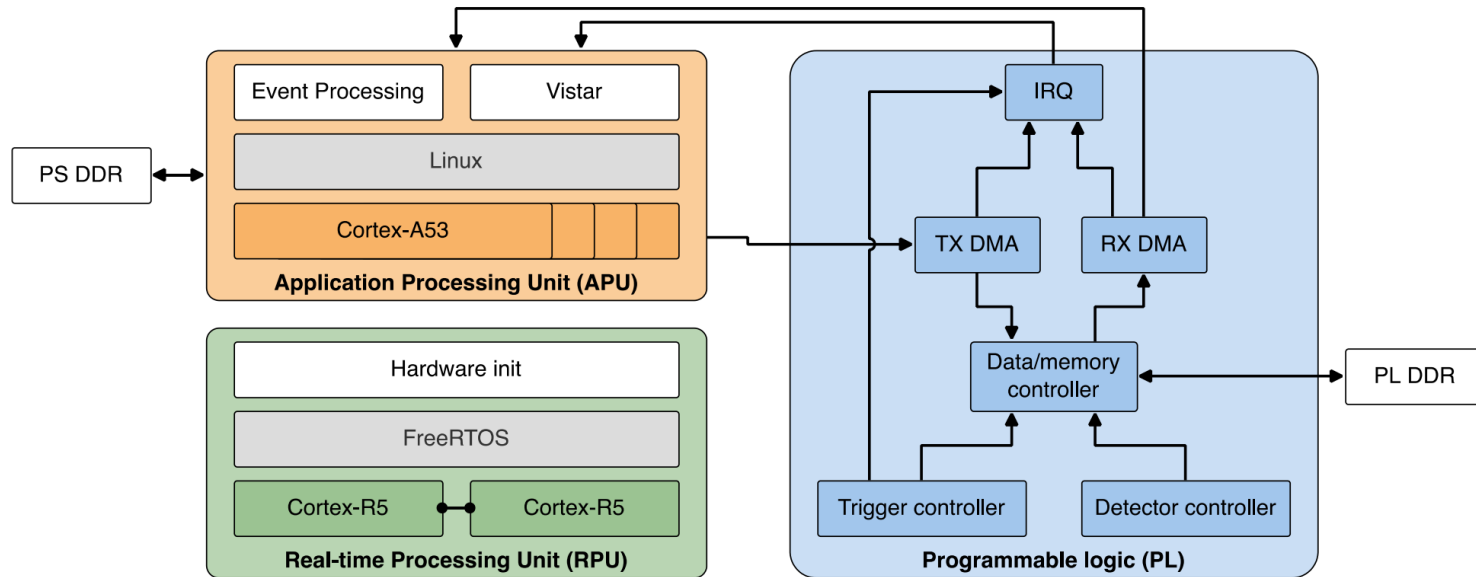 Event Processing
Vistar
Linux
Cortex-A53
Application Processing Unit (APU)
PS DDR
Hardware init
FreeRTOS
Cortex-R5
Cortex-R5
Real-time Processing Unit (RPU)
IRQ
TX DMA
RX DMA
Data/memory
controller
PL DDR
Trigger controller
Detector controller
Programmable logic (PL)